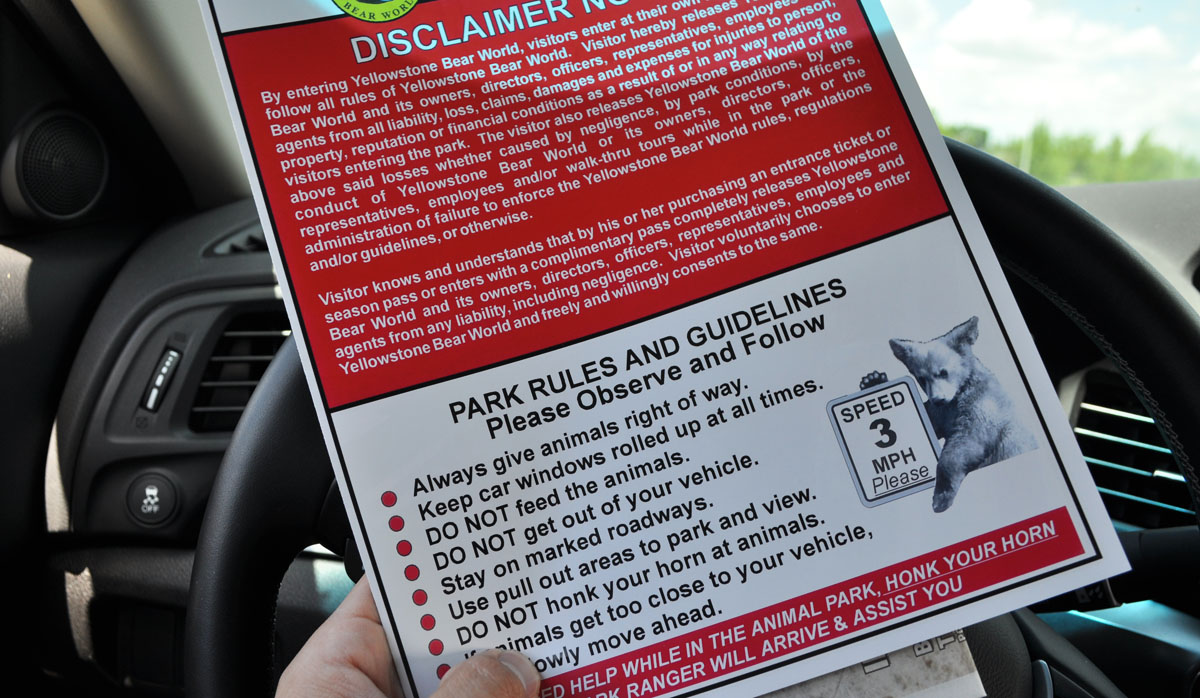 BEAR WORLD
DISCLAIMER NO
By entering Yellowstone Bear World, visitors enter at their own
follow all rules of Yellowstone Bear World. Visitor hereby releases
Bear World and its owners, directors, officers, representatives, employees
agents from all liability, loss, claims, damages and expenses for injuries to person,
property, reputation or financial conditions as a result of or in any way relating to
visitors entering the park. The visitor also releases Yellowstone Bear World of the
above said losses whether caused by negligence, by park conditions, by the
conduct of Yellowstone Bear World or its owners, directors, officers,
representatives, employees and/or walk-thru tours while in the park or the
administration of failure to enforce the Yellowstone Bear World rules, regulations
and/or guidelines, or otherwise.
Visitor knows and understands that by his or her purchasing an entrance ticket or
season pass or enters with a complimentary pass completely releases Yellowstone
Bear World and its owners, directors, officers, representatives, employees and
agents from any liability, including negligence. Visitor voluntarily chooses to enter
Yellowstone Bear World and freely and willingly consents to the same.
PARK RULES AND GUIDELINES
Please Observe and Follow
Always give animals right of way.
Keep car windows rolled up at all times.
DO NOT feed the animals.
DO NOT get out of your vehicle.
Stay on marked roadways.
Use pull out areas to park and view.
DO NOT honk your horn at animals.
If animals get too close to your vehicle,
slowly move ahead.
SPEED
3
MPH
Please
HELP WHILE IN THE ANIMAL PARK, HONK YOUR HORN
RANGER WILL ARRIVE & ASSIST YOU
OFF